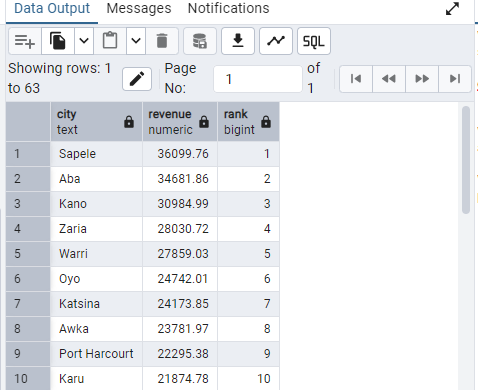 Data Output Messages Notifications
SQL
Showing rows: 1 to 63
Page No: 1 of 1
city text revenue numeric rank bigint
1 Sapele 36099.76 1
2 Aba 34681.86 2
3 Kano 30984.99 3
4 Zaria 28030.72 4
5 Warri 27859.03 5
6 Oyo 24742.01 6
7 Katsina 24173.85 7
8 Awka 23781.97 8
9 Port Harcourt 22295.38 9
10 Karu 21874.78 10